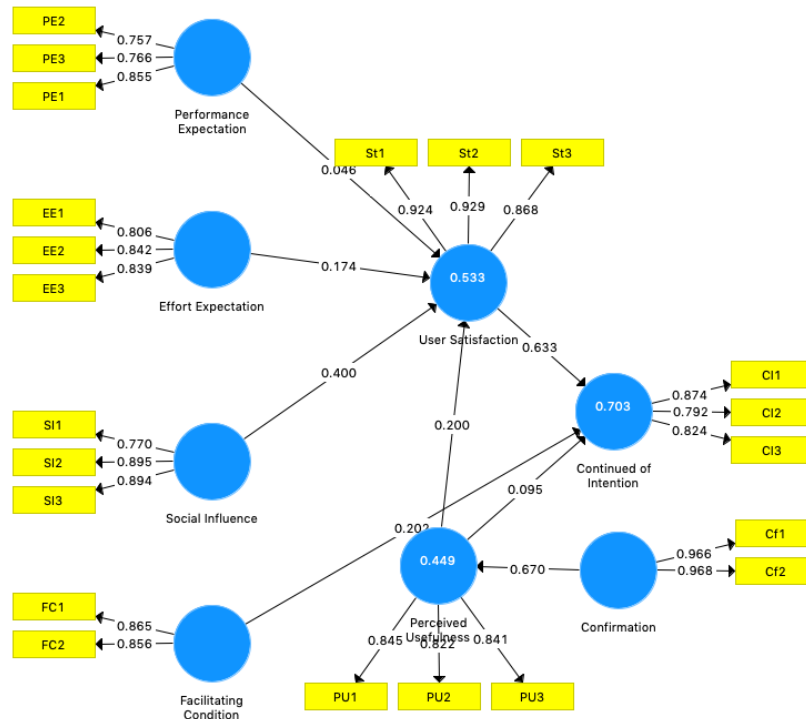 PE2
0.757
PE3
0.766
PE1
0.855
Performance
Expectation
St1
St2
St3
0.046
0.924
0.929
0.868
EE1
0.806
EE2
0.842
EE3
0.839
Effort Expectation
0.174
0.533
User Satisfaction
0.633
0.400
CI1
0.874
CI2
0.792
CI3
0.824
0.703
Continued of
Intention
SI1
0.770
SI2
0.895
SI3
0.894
Social Influence
0.200
0.095
0.202
Cf1
0.966
Cf2
0.968
0.449
0.670
Perceived
Usefulness
Confirmation
FC1
0.865
FC2
0.856
Facilitating
Condition
0.845
0.822
0.841
PU1
PU2
PU3